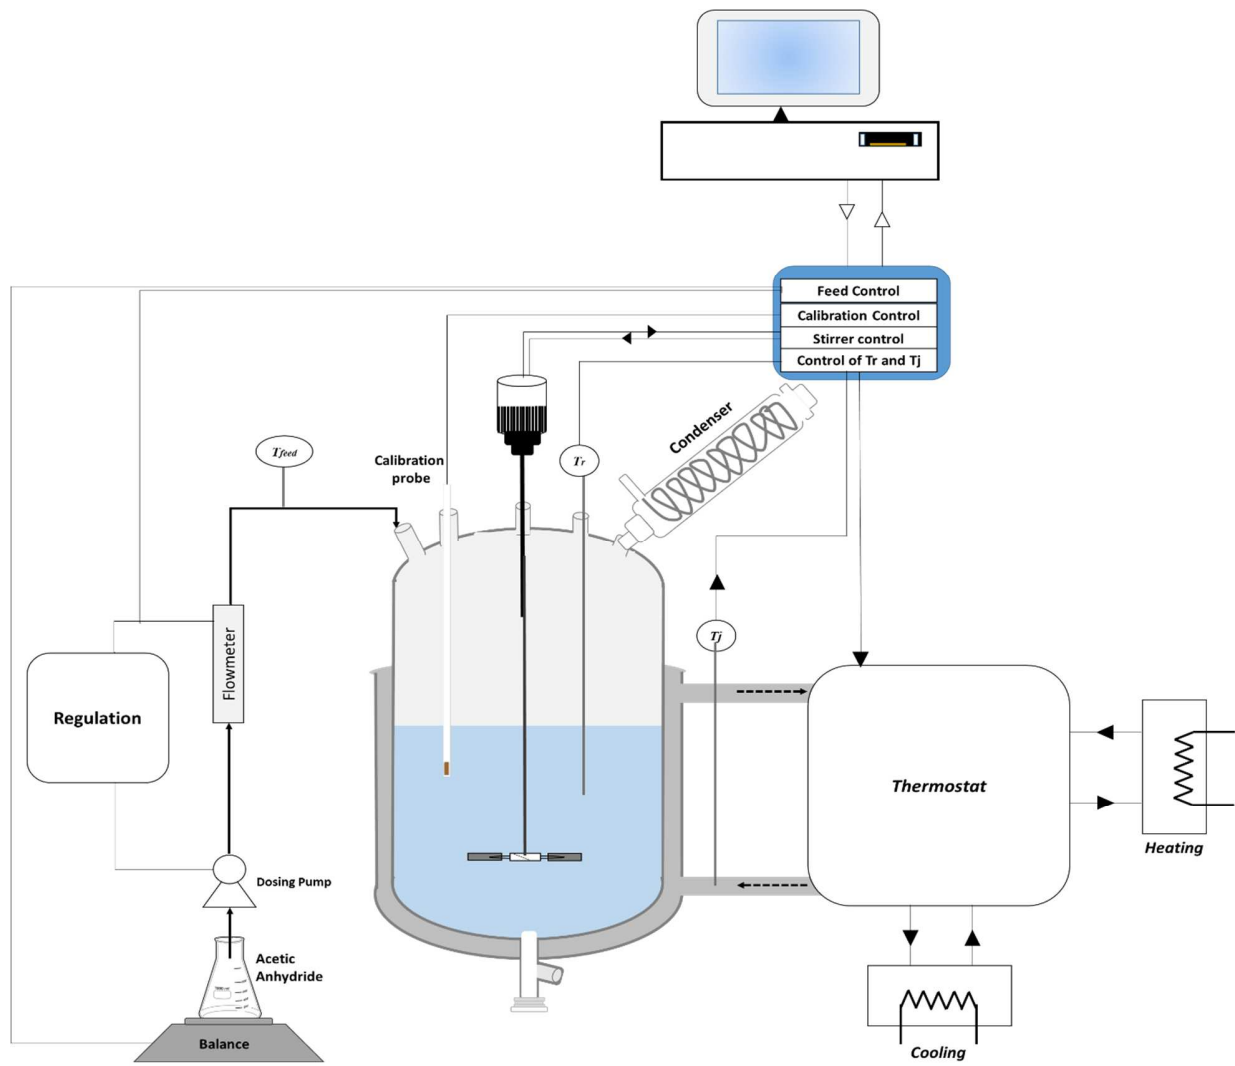 Feed Control
Calibration Control
Stirrer control
Control of Tr and Tj
Condenser
Tfeed
Calibration
probe
Tr
Flowmeter
Tj
Regulation
Thermostat
Heating
Dosing Pump
Acetic
Anhydride
Balance
Cooling